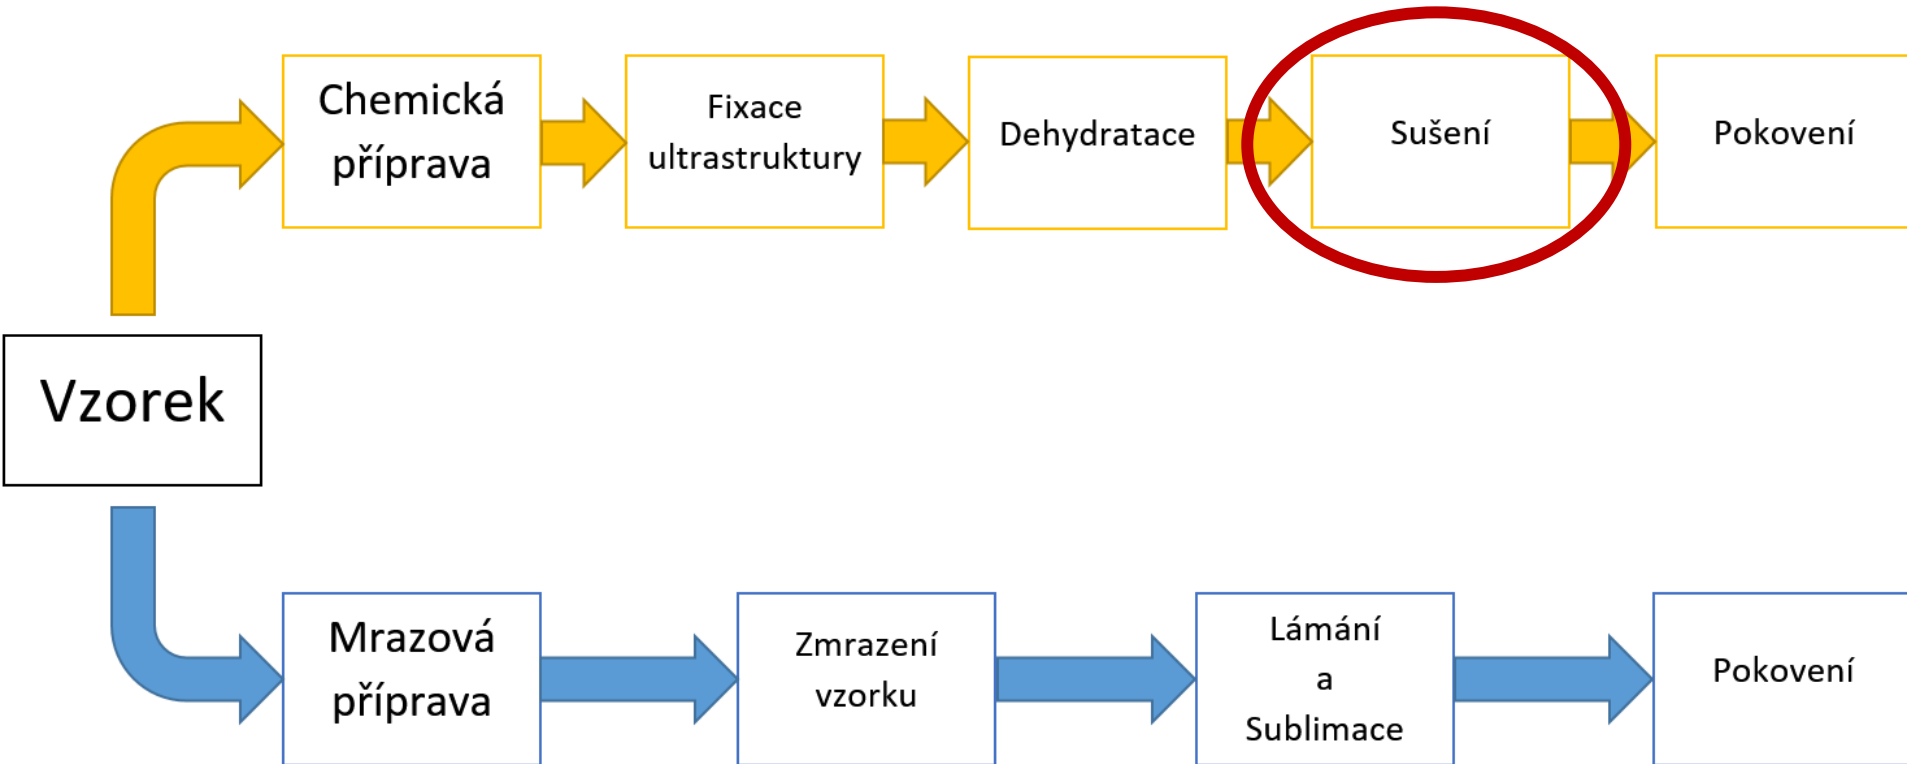 Chemická
příprava
Fixace
ultrastruktury
Dehydratace
Sušení
Pokovení
Vzorek
Mrazová
příprava
Zmrazení
vzorku
Lámání
a
Sublimace
Pokovení